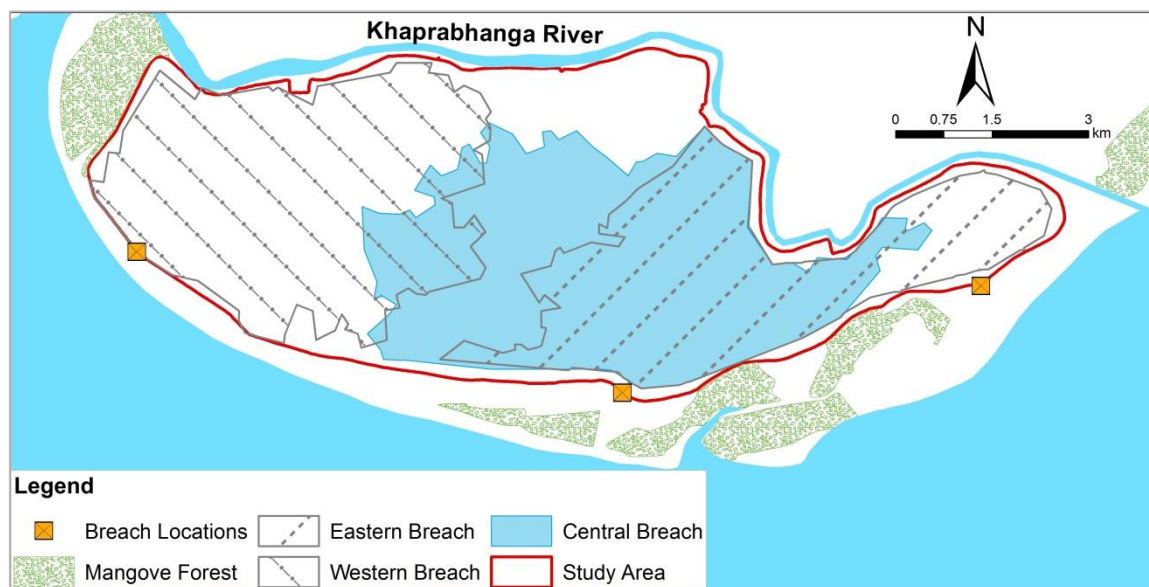 Khaprabhanga River
N
0 0.75 1.5 3
km
Legend
Breach Locations Eastern Breach Central Breach
Mangove Forest Western Breach Study Area